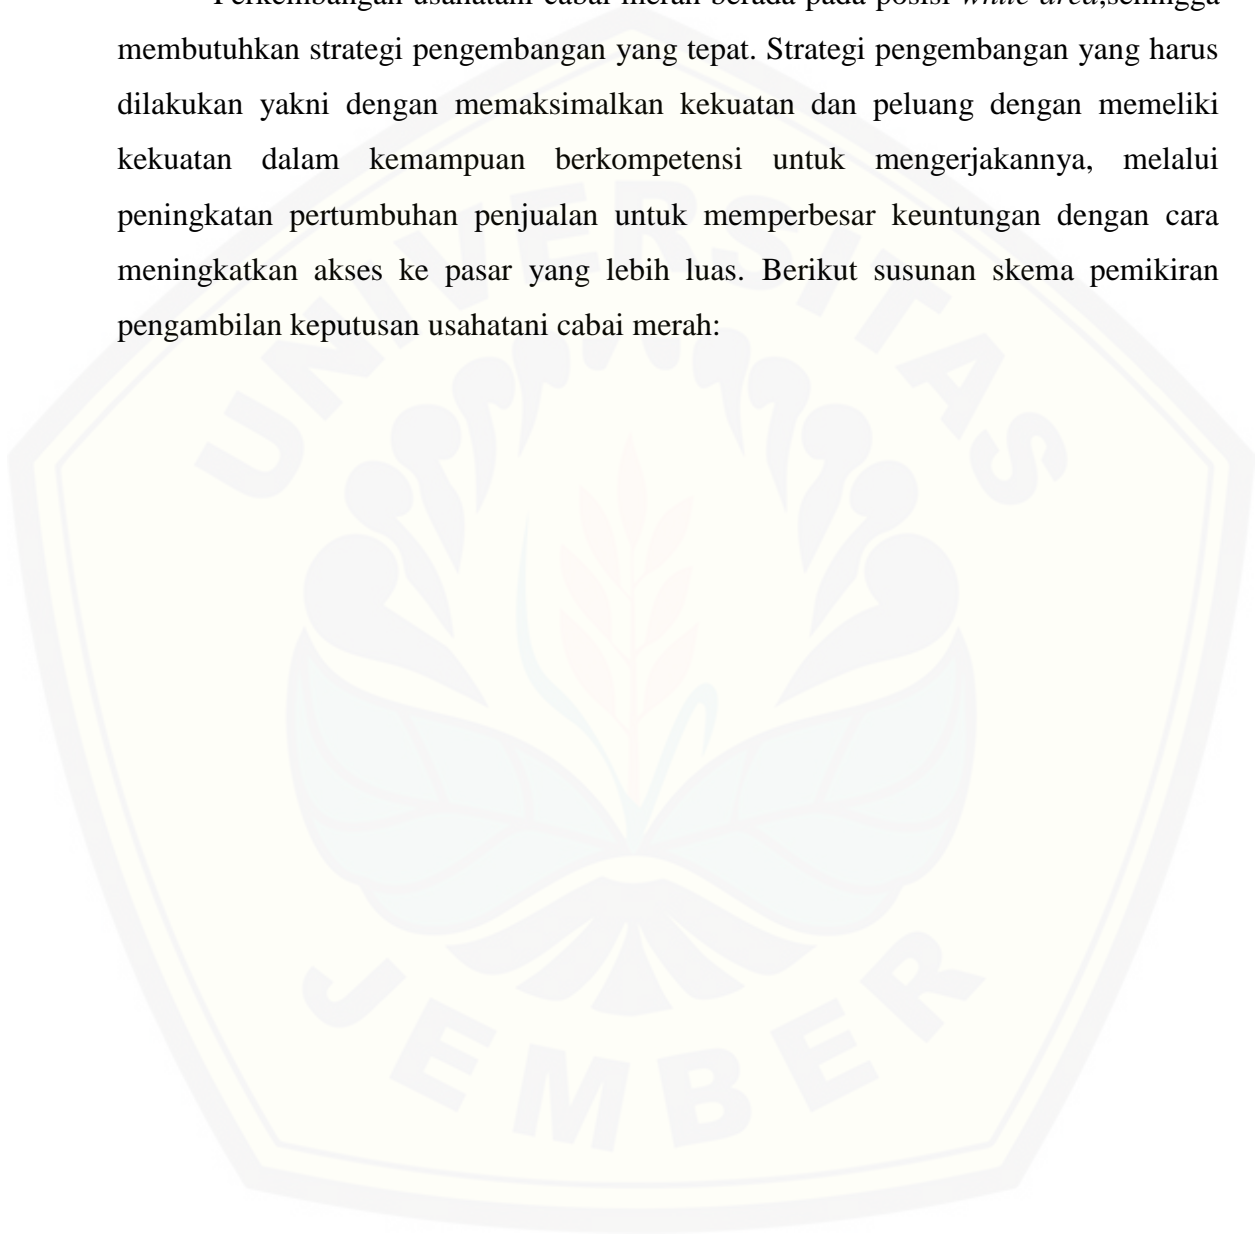 Perkembangan usahatani cabai merah berada pada posisi white area,sehingga
membutuhkan strategi pengembangan yang tepat. Strategi pengembangan yang harus
dilakukan yakni dengan memaksimalkan kekuatan dan peluang dengan memeliki
kekuatan dalam kemampuan berkompetensi untuk mengerjakannya, melalui
peningkatan pertumbuhan penjualan untuk memperbesar keuntungan dengan cara
meningkatkan akses ke pasar yang lebih luas. Berikut susunan skema pemikiran
pengambilan keputusan usahatani cabai merah:
UNIVERSITAS
JEMBER